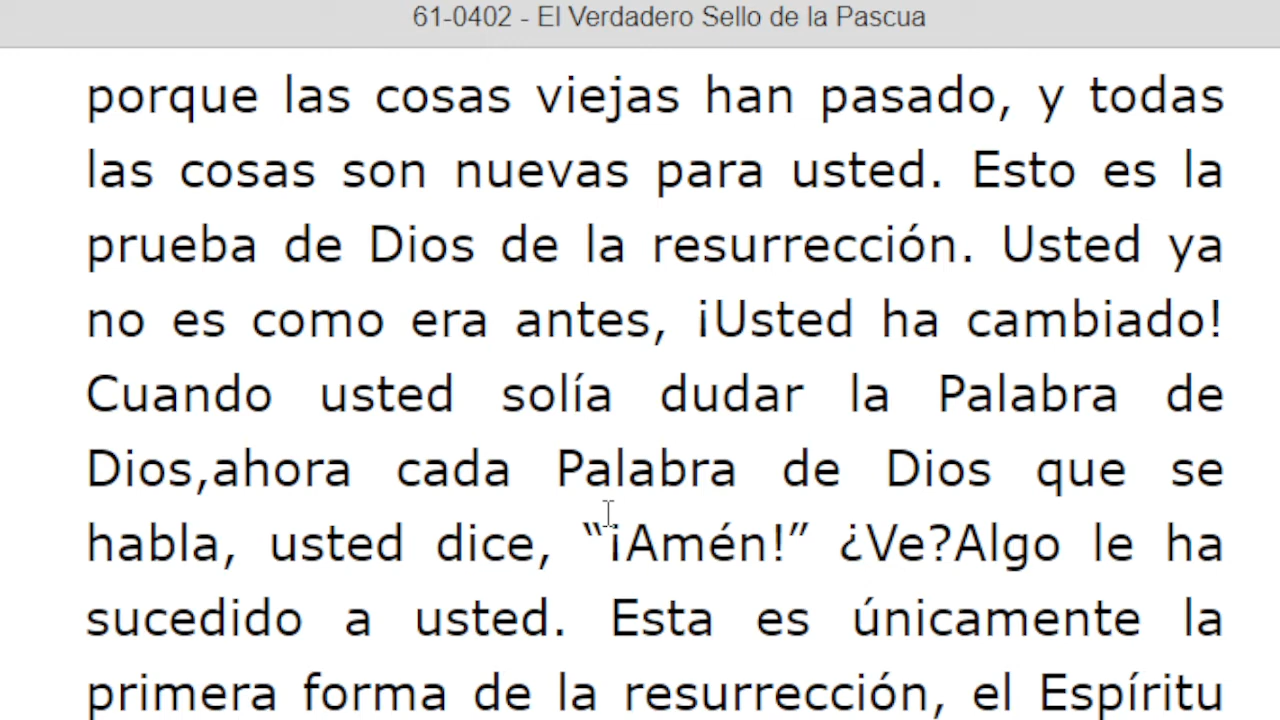 61-0402 - El Verdadero Sello de la Pascua
porque las cosas viejas han pasado, y todas
las cosas son nuevas para usted. Esto es la
prueba de Dios de la resurrección. Usted ya
no es como era antes, ¡Usted ha cambiado!
Cuando usted solía dudar la Palabra de
Dios,ahora cada Palabra de Dios que se
habla, usted dice, “¡Amén!” ¿Ve?Algo le ha
sucedido a usted. Esta es únicamente la
primera forma de la resurrección, el Espíritu